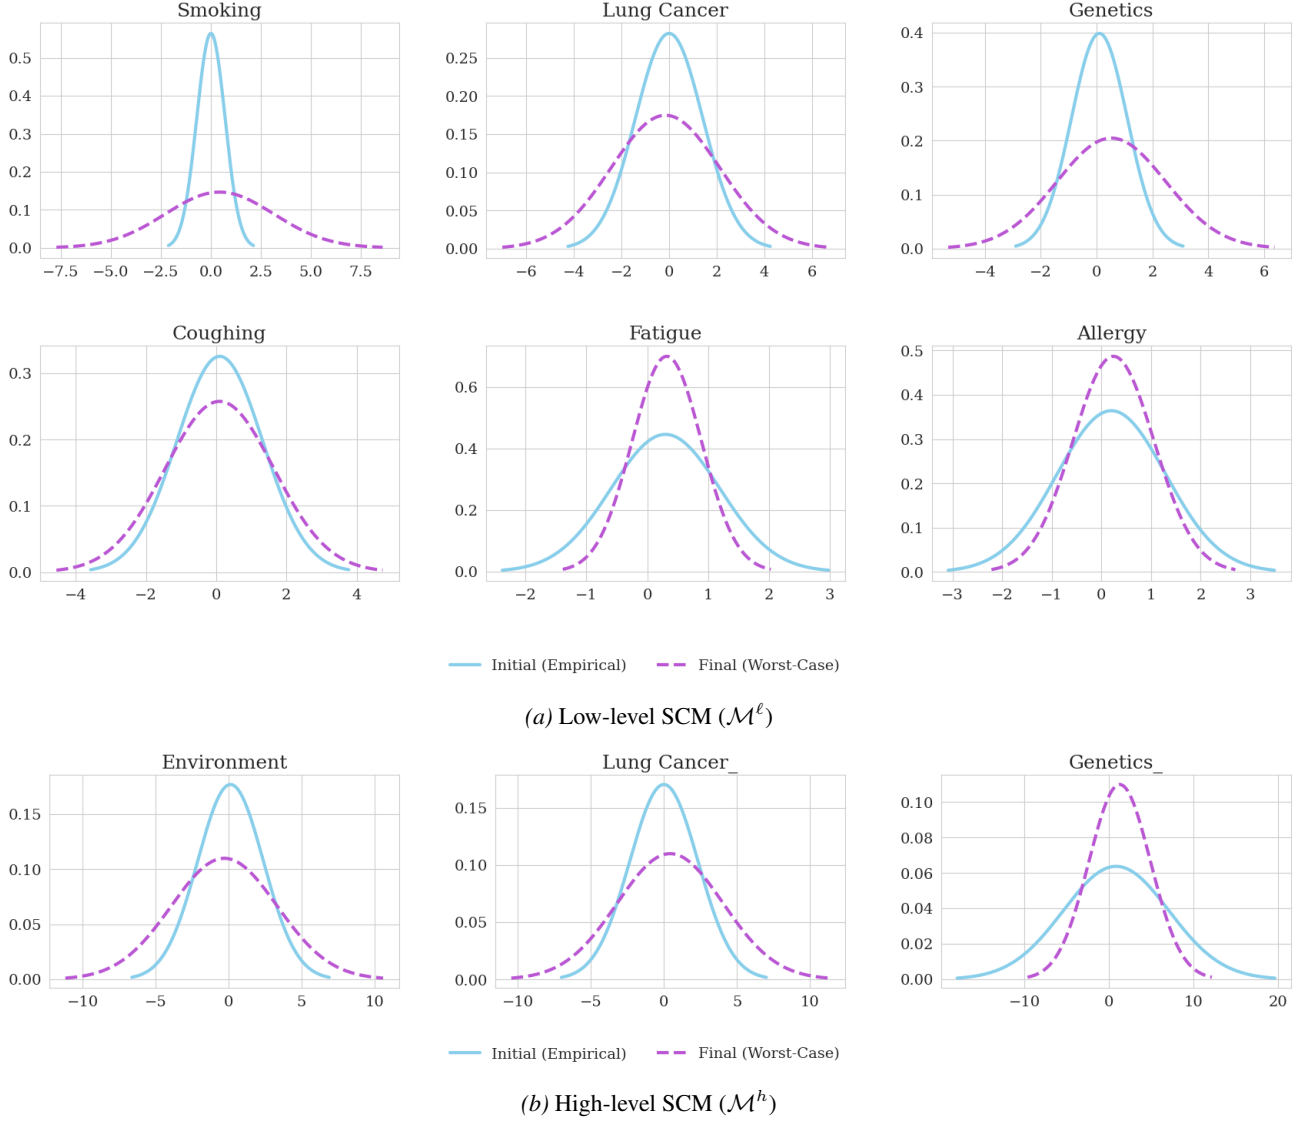 Smoking
Lung Cancer
Genetics
0.5
0.4
0.3
0.2
0.1
0.0
−7.5 −5.0 −2.5 0.0 2.5 5.0 7.5
0.25
0.20
0.15
0.10
0.05
0.00
−6 −4 −2 0 2 4 6
0.4
0.3
0.2
0.1
0.0
−4 −2 0 2 4 6
Coughing
Fatigue
Allergy
0.3
0.2
0.1
0.0
−4 −2 0 2 4
0.6
0.4
0.2
0.0
−2 −1 0 1 2 3
0.5
0.4
0.3
0.2
0.1
0.0
−3 −2 −1 0 1 2 3
Initial (Empirical) Final (Worst-Case)
(a) Low-level SCM (ℳ^ℓ)
Environment
Lung Cancer_
Genetics_
0.15
0.10
0.05
0.00
−10 −5 0 5 10
0.15
0.10
0.05
0.00
−10 −5 0 5 10
0.10
0.08
0.06
0.04
0.02
0.00
−10 0 10 20
Initial (Empirical) Final (Worst-Case)
(b) High-level SCM (ℳ^h)